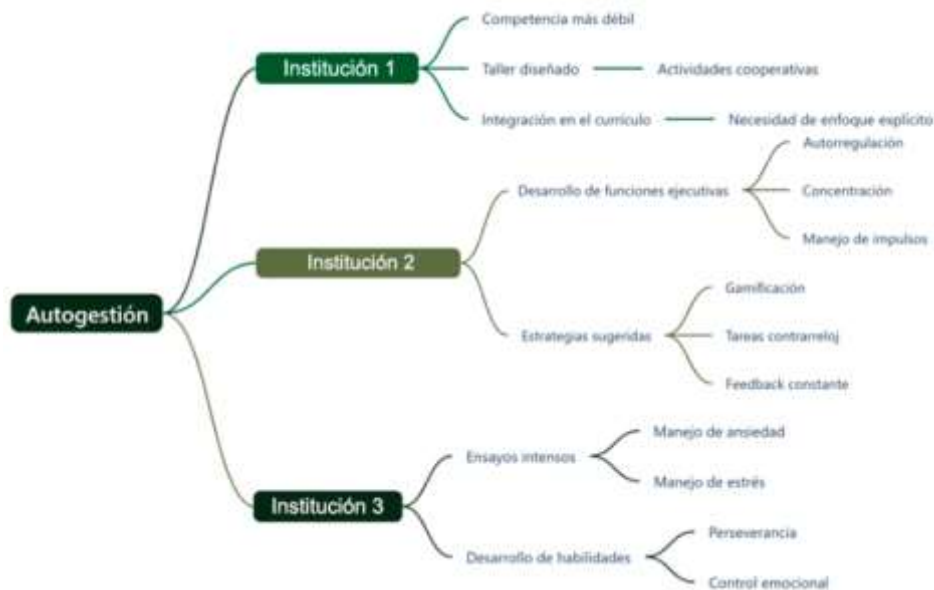 Autogestión
Institución 1
Competencia más débil
Taller diseñado
Actividades cooperativas
Integración en el currículo
Necesidad de enfoque explícito
Institución 2
Desarrollo de funciones ejecutivas
Autorregulación
Concentración
Manejo de impulsos
Estrategias sugeridas
Gamificación
Tareas contrarreloj
Feedback constante
Institución 3
Ensayos intensos
Manejo de ansiedad
Manejo de estrés
Desarrollo de habilidades
Perseverancia
Control emocional